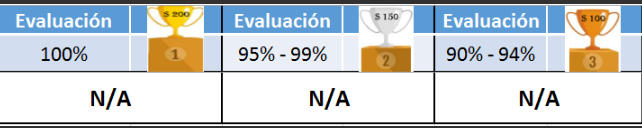 Evaluación $ 200 Evaluación $ 150 Evaluación $ 100
100% 1 95% - 99% 2 90% - 94% 3
N/A N/A N/A